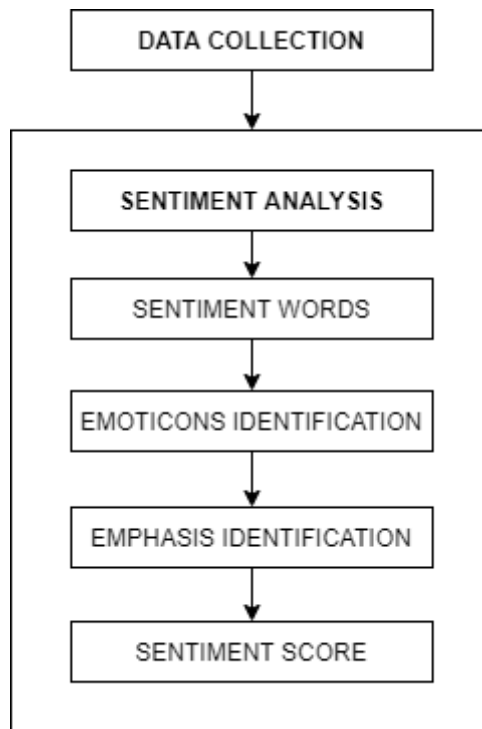 DATA COLLECTION
SENTIMENT ANALYSIS
SENTIMENT WORDS
EMOTICONS IDENTIFICATION
EMPHASIS IDENTIFICATION
SENTIMENT SCORE